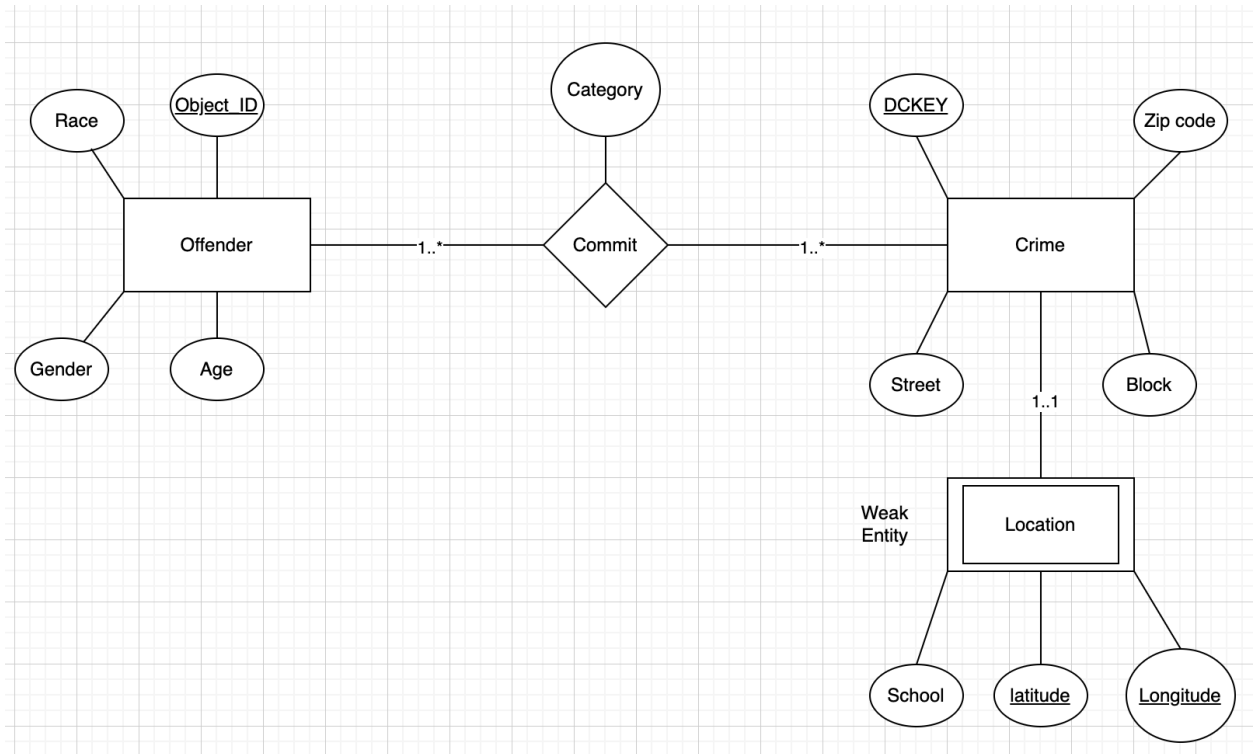 Category
Object_ID
DCKEY
Race
Zip code
Offender
1..*
Commit
1..*
Crime
Gender
Age
Street
Block
1..1
Weak
Entity
Location
School
latitude
Longitude